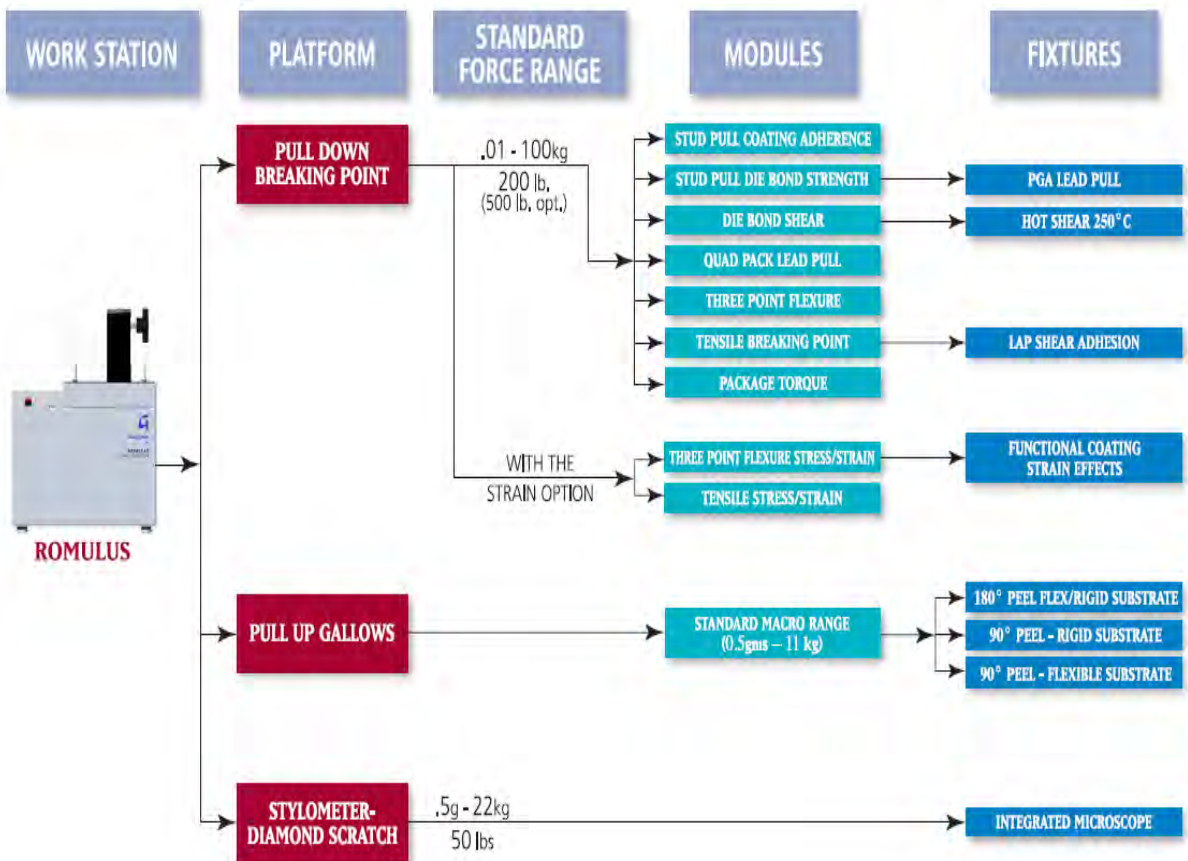 WORK STATION
PLATFORM
STANDARD
FORCE RANGE
MODULES
FIXTURES
PULL DOWN
BREAKING POINT
.01 - 100kg
200 lb.
(500 lb. opt.)
STUD PULL COATING ADHERENCE
STUD PULL DIE BOND STRENGTH
PGA LEAD PULL
DIE BOND SHEAR
HOT SHEAR 250°C
QUAD PACK LEAD PULL
THREE POINT FLEXURE
TENSILE BREAKING POINT
LAP SHEAR ADHESION
PACKAGE TORQUE
WITH THE
STRAIN OPTION
THREE POINT FLEXURE STRESS/STRAIN
TENSILE STRESS/STRAIN
FUNCTIONAL COATING
STRAIN EFFECTS
ROMULUS
PULL UP GALLOWS
STANDARD MACRO RANGE
(0.5gms – 11 kg)
180° PEEL FLEX/RIGID SUBSTRATE
90° PEEL – RIGID SUBSTRATE
90° PEEL – FLEXIBLE SUBSTRATE
STYLOMETER-
DIAMOND SCRATCH
.5g - 22kg
50 lbs
INTEGRATED MICROSCOPE